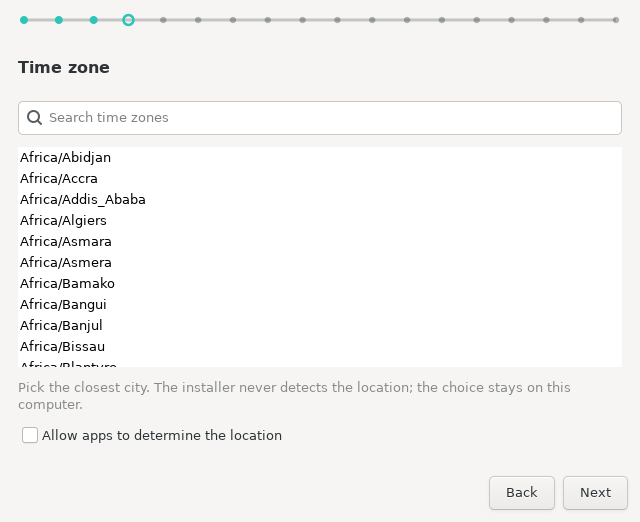 Time zone
Search time zones
Africa/Abidjan
Africa/Accra
Africa/Addis_Ababa
Africa/Algiers
Africa/Asmara
Africa/Asmera
Africa/Bamako
Africa/Bangui
Africa/Banjul
Africa/Bissau
Africa/Blantyre
Pick the closest city. The installer never detects the location; the choice stays on this
computer.
Allow apps to determine the location
Back
Next